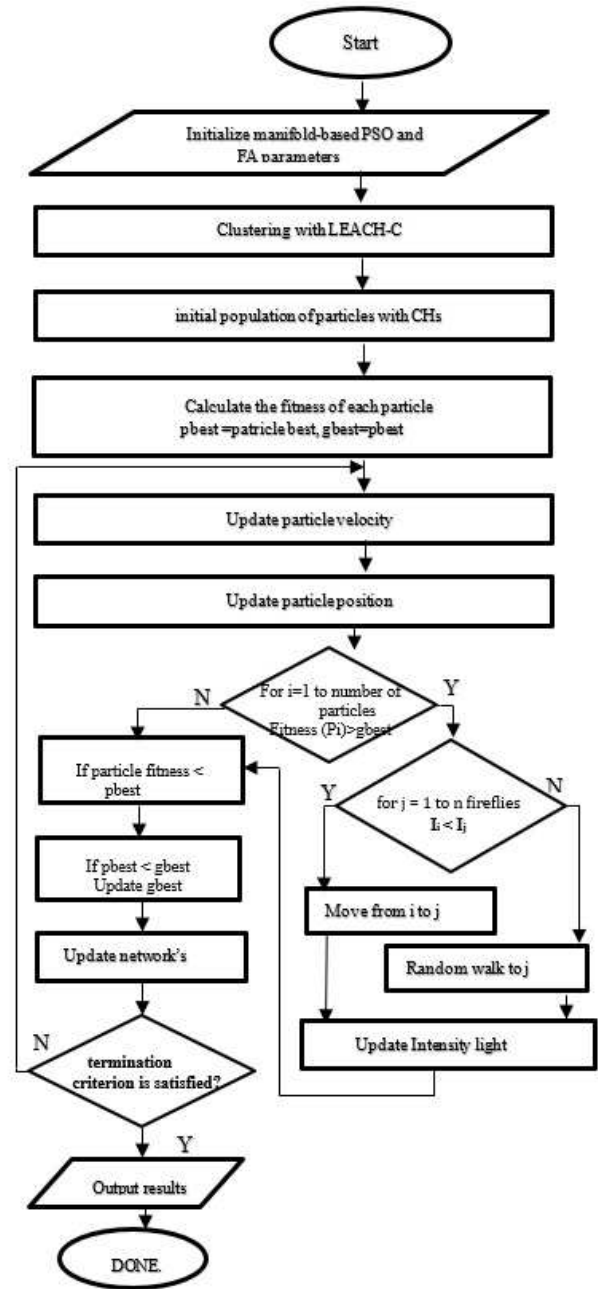 Start
Initialize manifold-based PSO and
FA parameters
Clustering with LEACH-C
initial population of particles with CHs
Calculate the fitness of each particle
pbest =patricle best, gbest=pbest
Update particle velocity
Update particle position
For i=1 to number of
particles
Fitness (Pi)>gbest
N
Y
If particle fitness <
pbest
for j = 1 to n fireflies
Ii < Ij
Y
N
If pbest < gbest
Update gbest
Move from i to j
Update network's
Random walk to j
Update Intensity light
N
termination
criterion is satisfied?
Y
Output results
DONE.